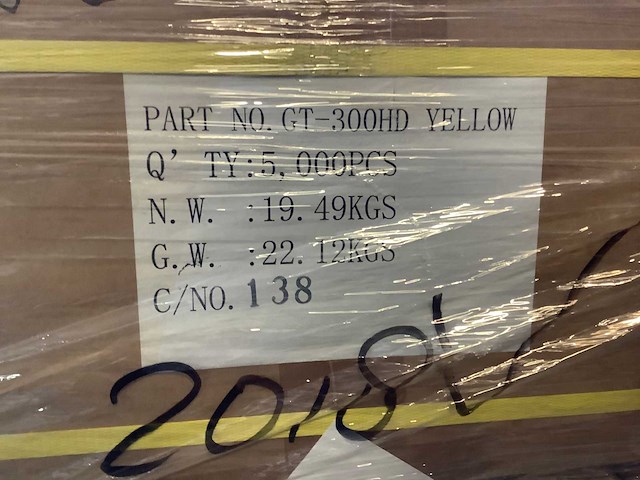 PART NO. GT-300HD YELLOW
Q' TY:5,000PCS
N. W. :19. 49KGS
G. W. :22. 12KGS
C/NO. 138
2018